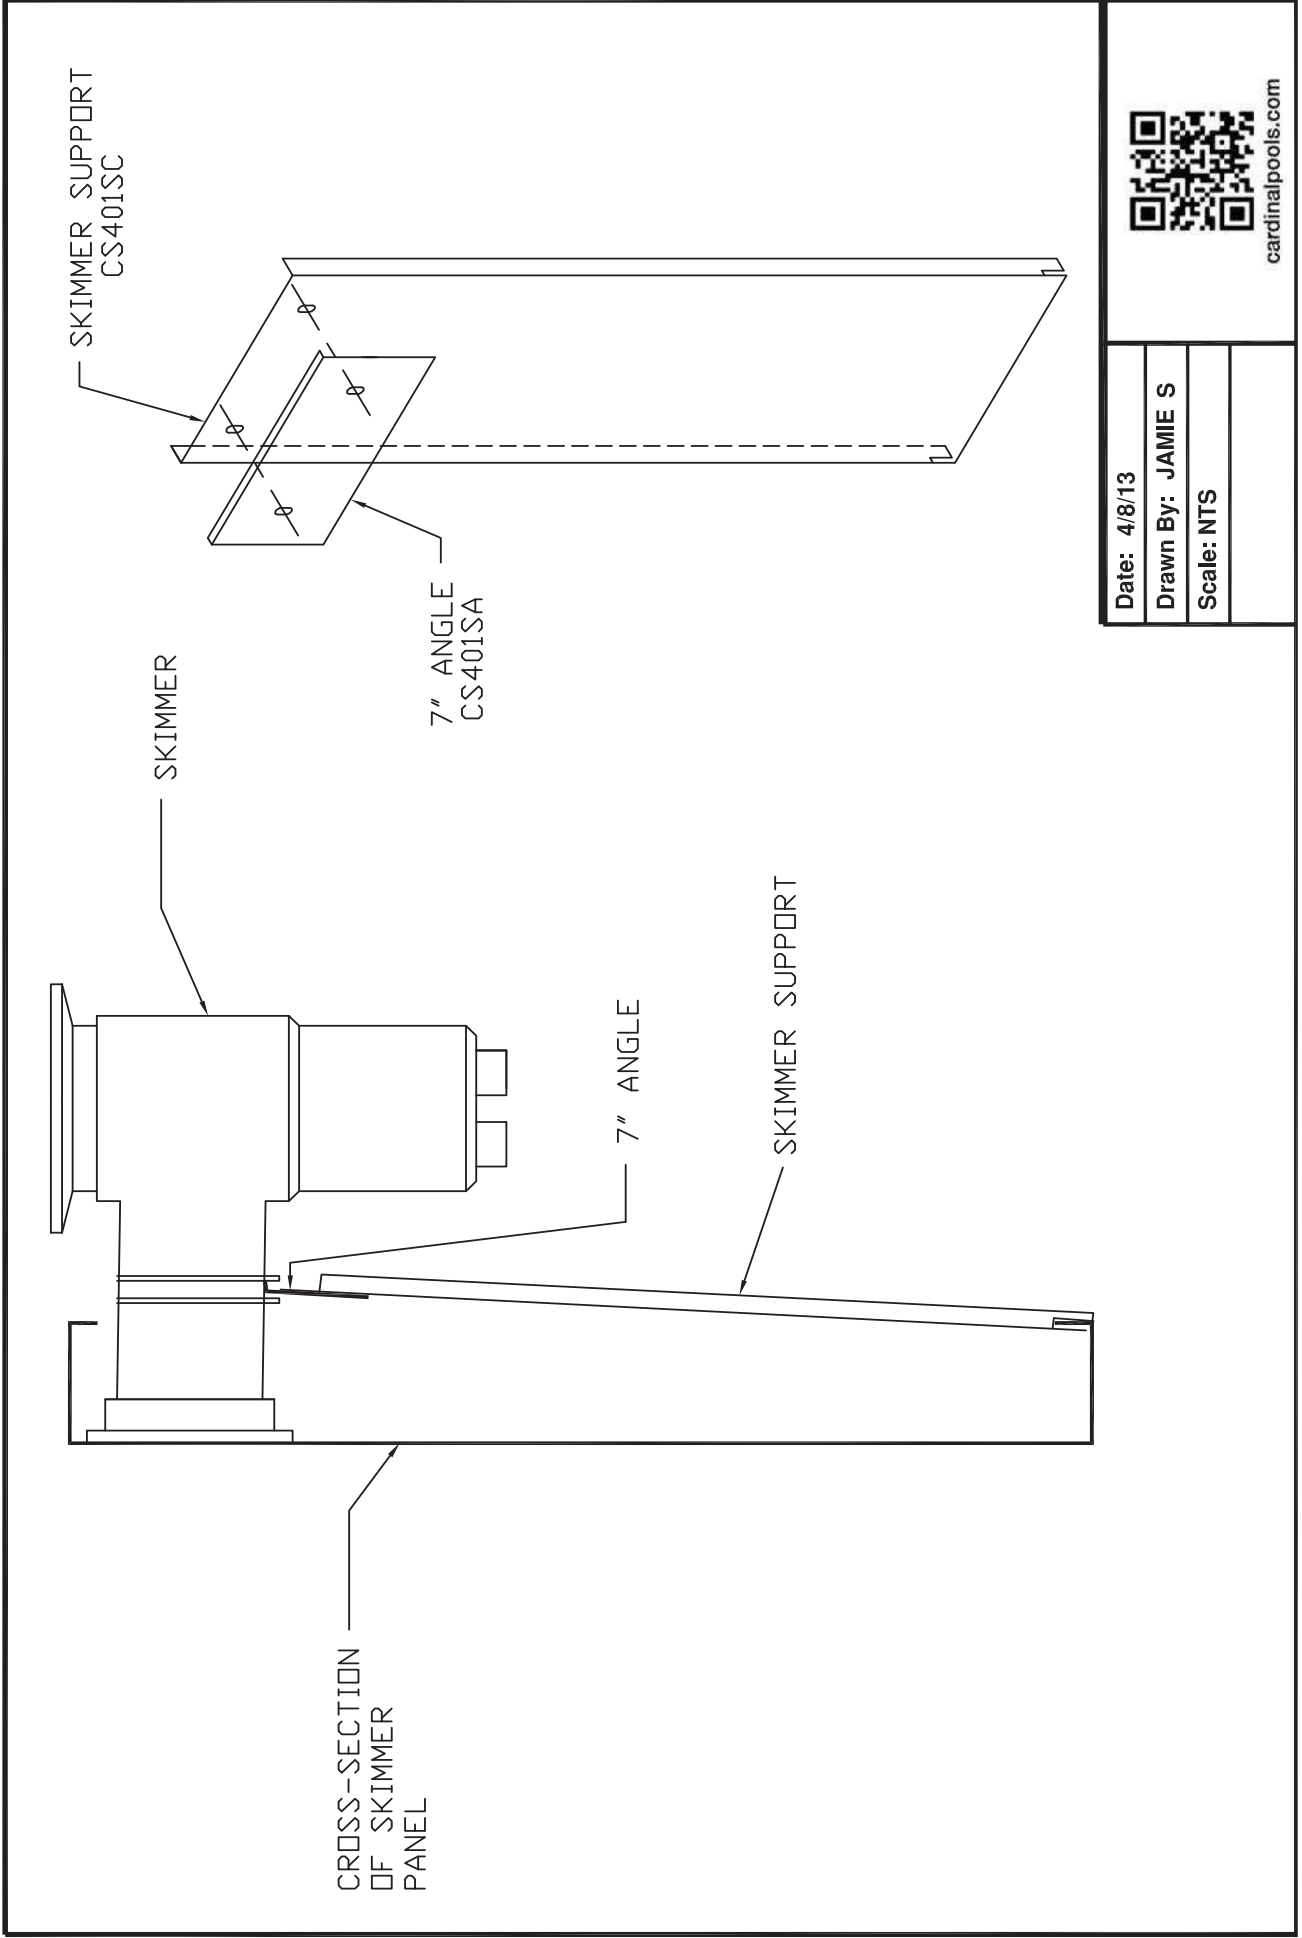 SKIMMER SUPPORT
CS401SC
SKIMMER
7" ANGLE
CS401SA
7" ANGLE
SKIMMER SUPPORT
CROSS-SECTION
OF SKIMMER
PANEL
Date: 4/8/13
Drawn By: JAMIE S
Scale: NTS
cardinalpools.com